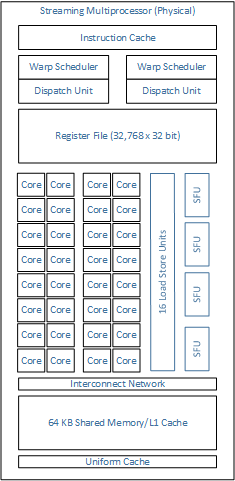 Streaming Multiprocessor (Physical)
Instruction Cache
Warp Scheduler Warp Scheduler
Dispatch Unit Dispatch Unit
Register File (32,768 x 32 bit)
Core Core Core Core
Core Core Core Core
Core Core Core Core
Core Core Core Core
Core Core Core Core
Core Core Core Core
Core Core Core Core
Core Core Core Core
16 Load Store Units
SFU
SFU
SFU
SFU
Interconnect Network
64 KB Shared Memory/L1 Cache
Uniform Cache